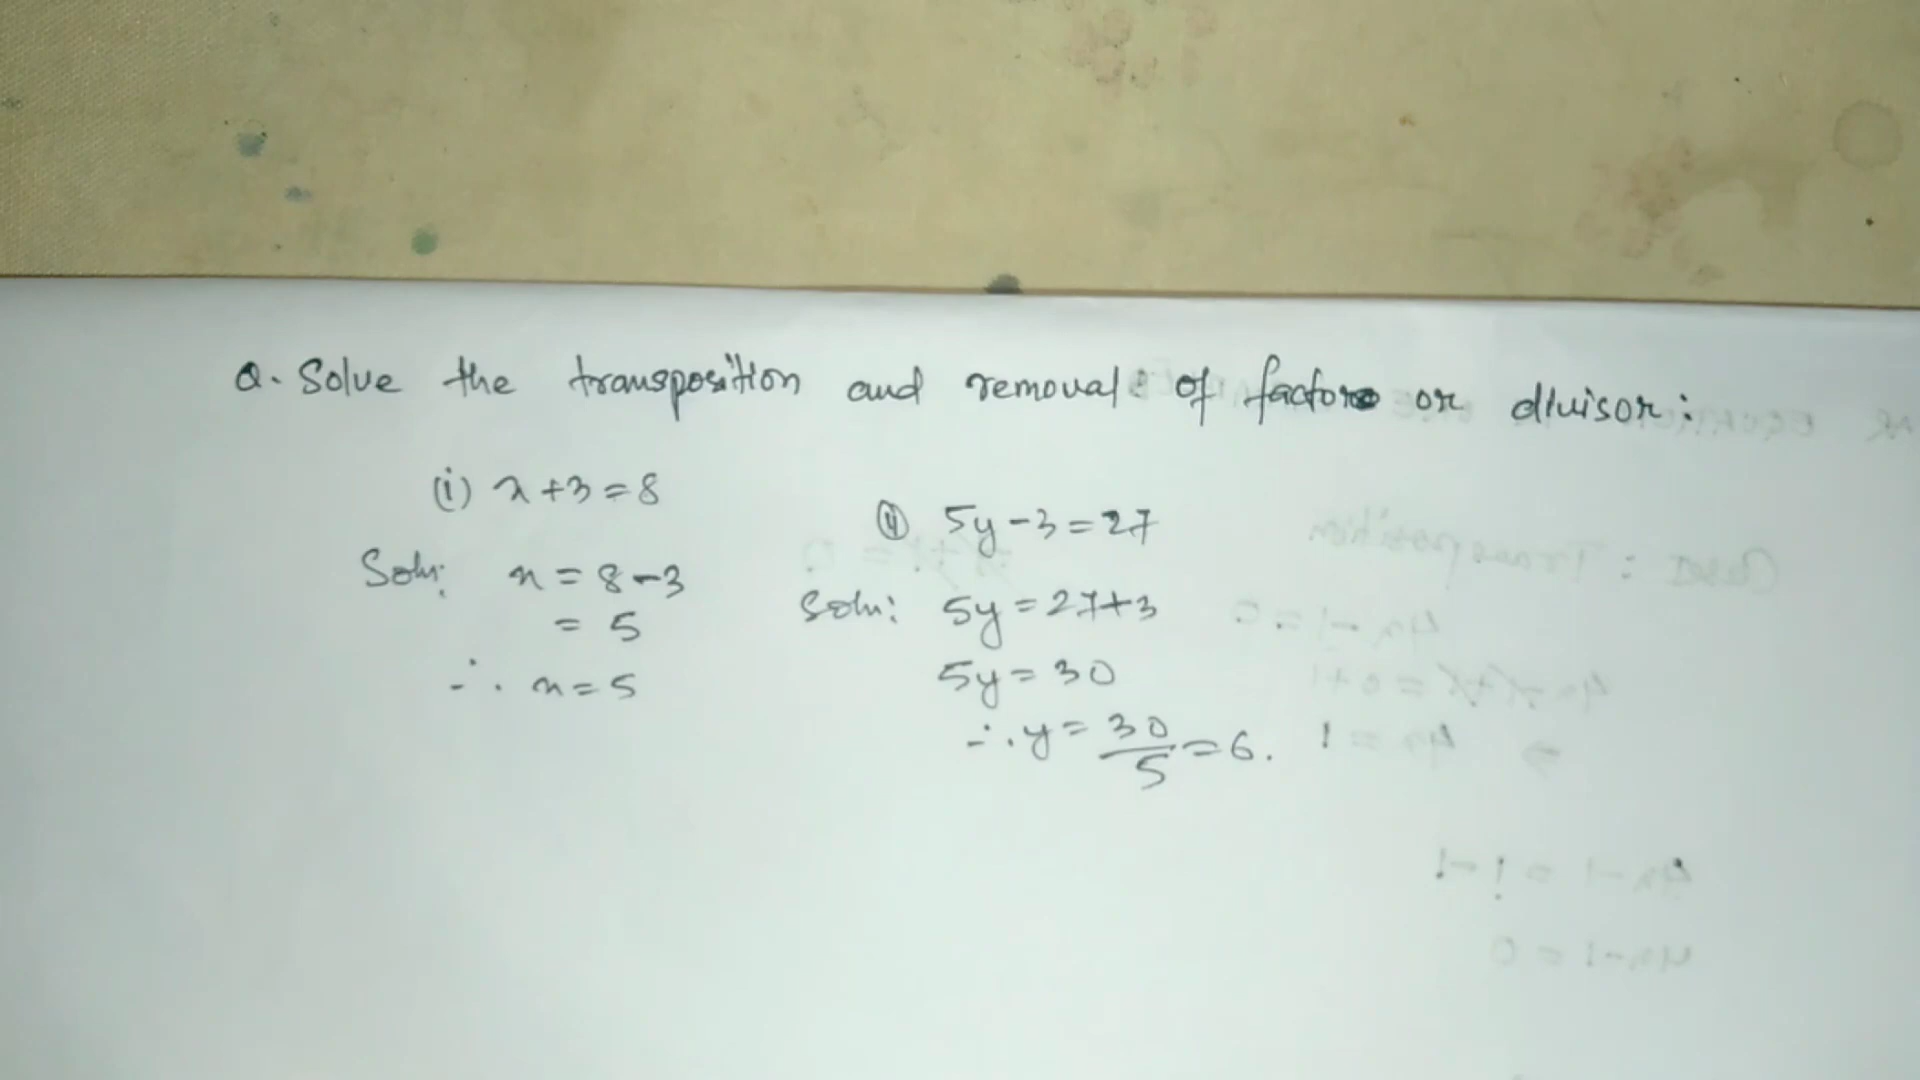 Q. Solve the transposition and removal of factor or divisor:
(i) x+3=8
Soln: x = 8-3
= 5
∴ x=5
(ii) 5y-3=27
Soln: 5y=27+3
5y=30
∴ y= 30/5 =6.